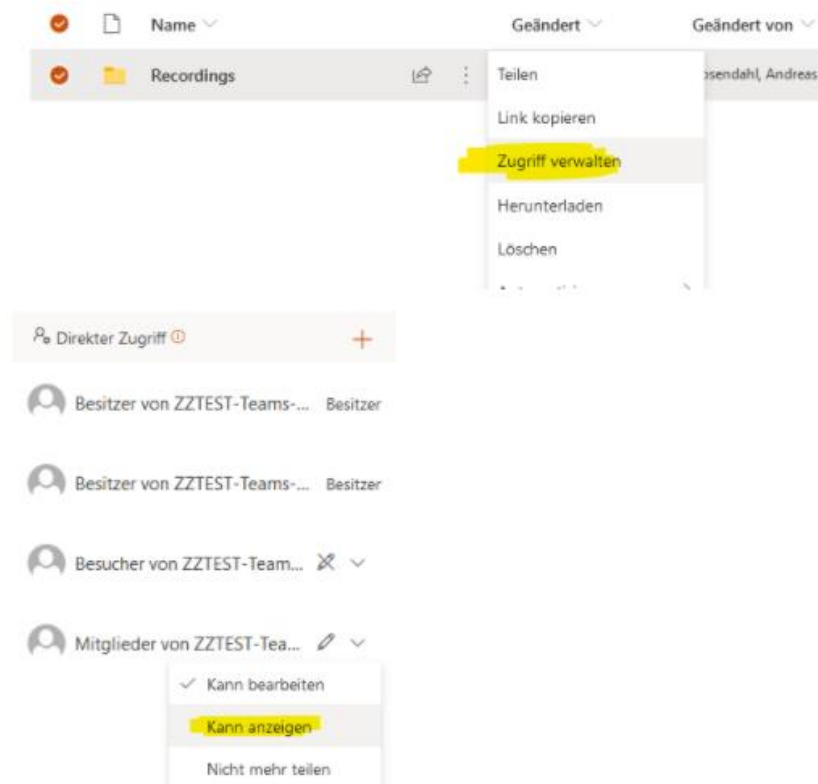 Name Geändert Geändert von
Recordings Teilen Andreas
Link kopieren
Zugriff verwalten
Herunterladen
Löschen
Direkter Zugriff
Besitzer von ZZTEST-Teams-... Besitzer
Besitzer von ZZTEST-Teams-... Besitzer
Besucher von ZZTEST-Team...
Mitglieder von ZZTEST-Tea...
Kann bearbeiten
Kann anzeigen
Nicht mehr teilen